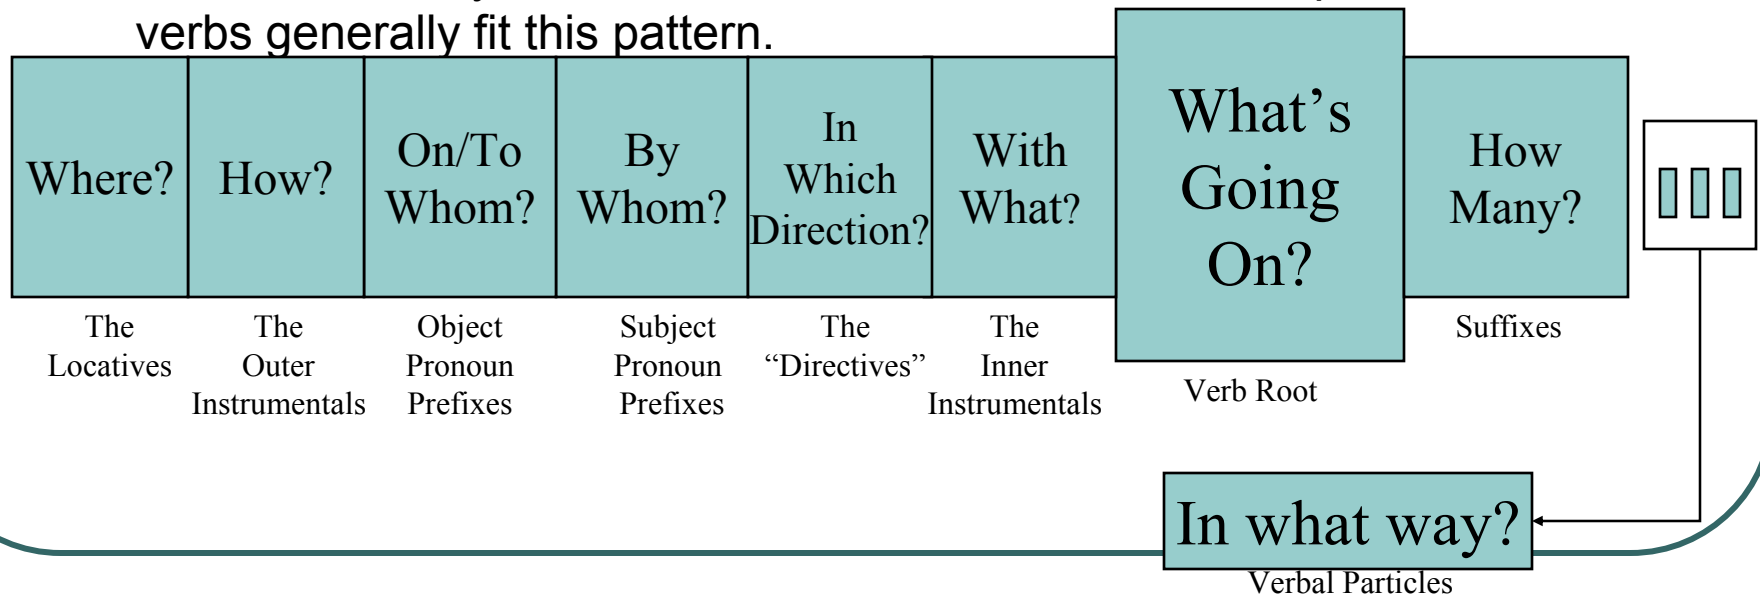 verbs generally fit this pattern.
Where?
How?
On/To
Whom?
By
Whom?
In
Which
Direction?
With
What?
What’s
Going
On?
How
Many?
The
Locatives
The
Outer
Instrumentals
Object
Pronoun
Prefixes
Subject
Pronoun
Prefixes
The
“Directives”
The
Inner
Instrumentals
Verb Root
Suffixes
In what way?
Verbal Particles